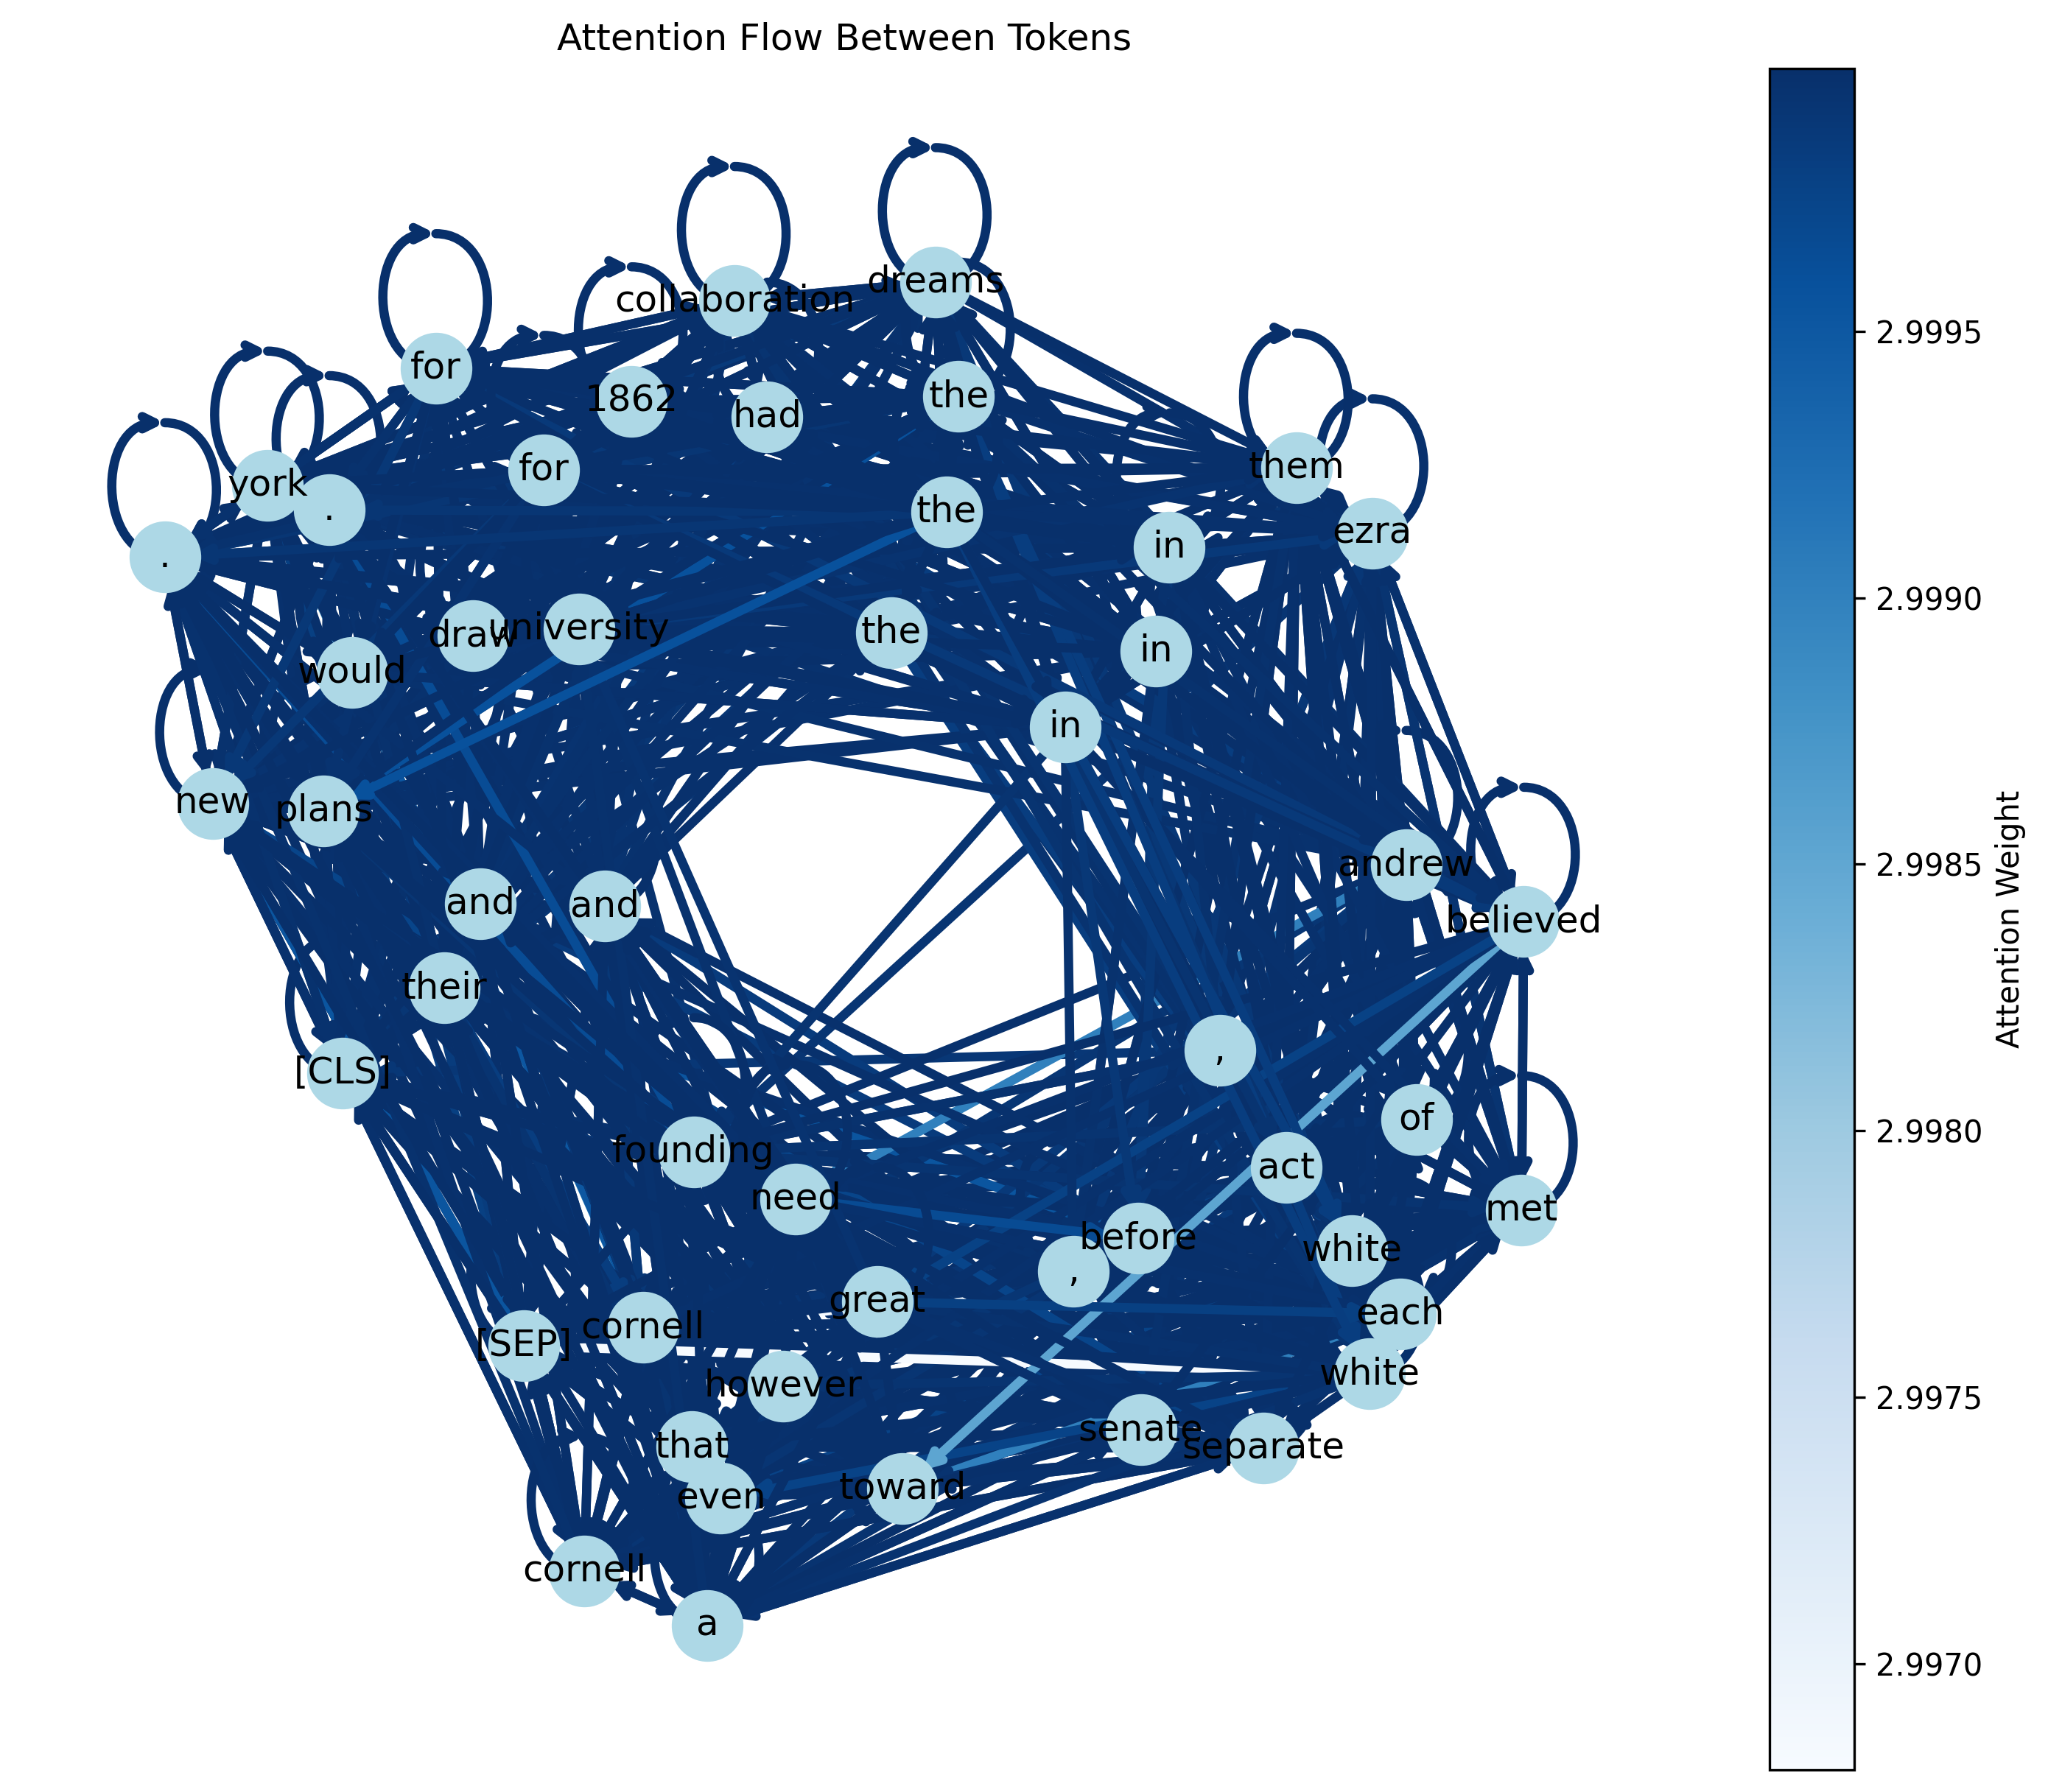 Attention Flow Between Tokens
dreams
collaboration
for
1862
the
had
them
for
york
.
the
ezra
in
.
draw
university
the
in
would
in
new
plans
andrew
believed
and
and
their
,
[CLS]
of
founding
act
need
met
before
white
,
great
each
cornell
[SEP]
however
white
senate
separate
that
toward
even
cornell
a
2.9995
2.9990
2.9985
2.9980
2.9975
2.9970
Attention Weight